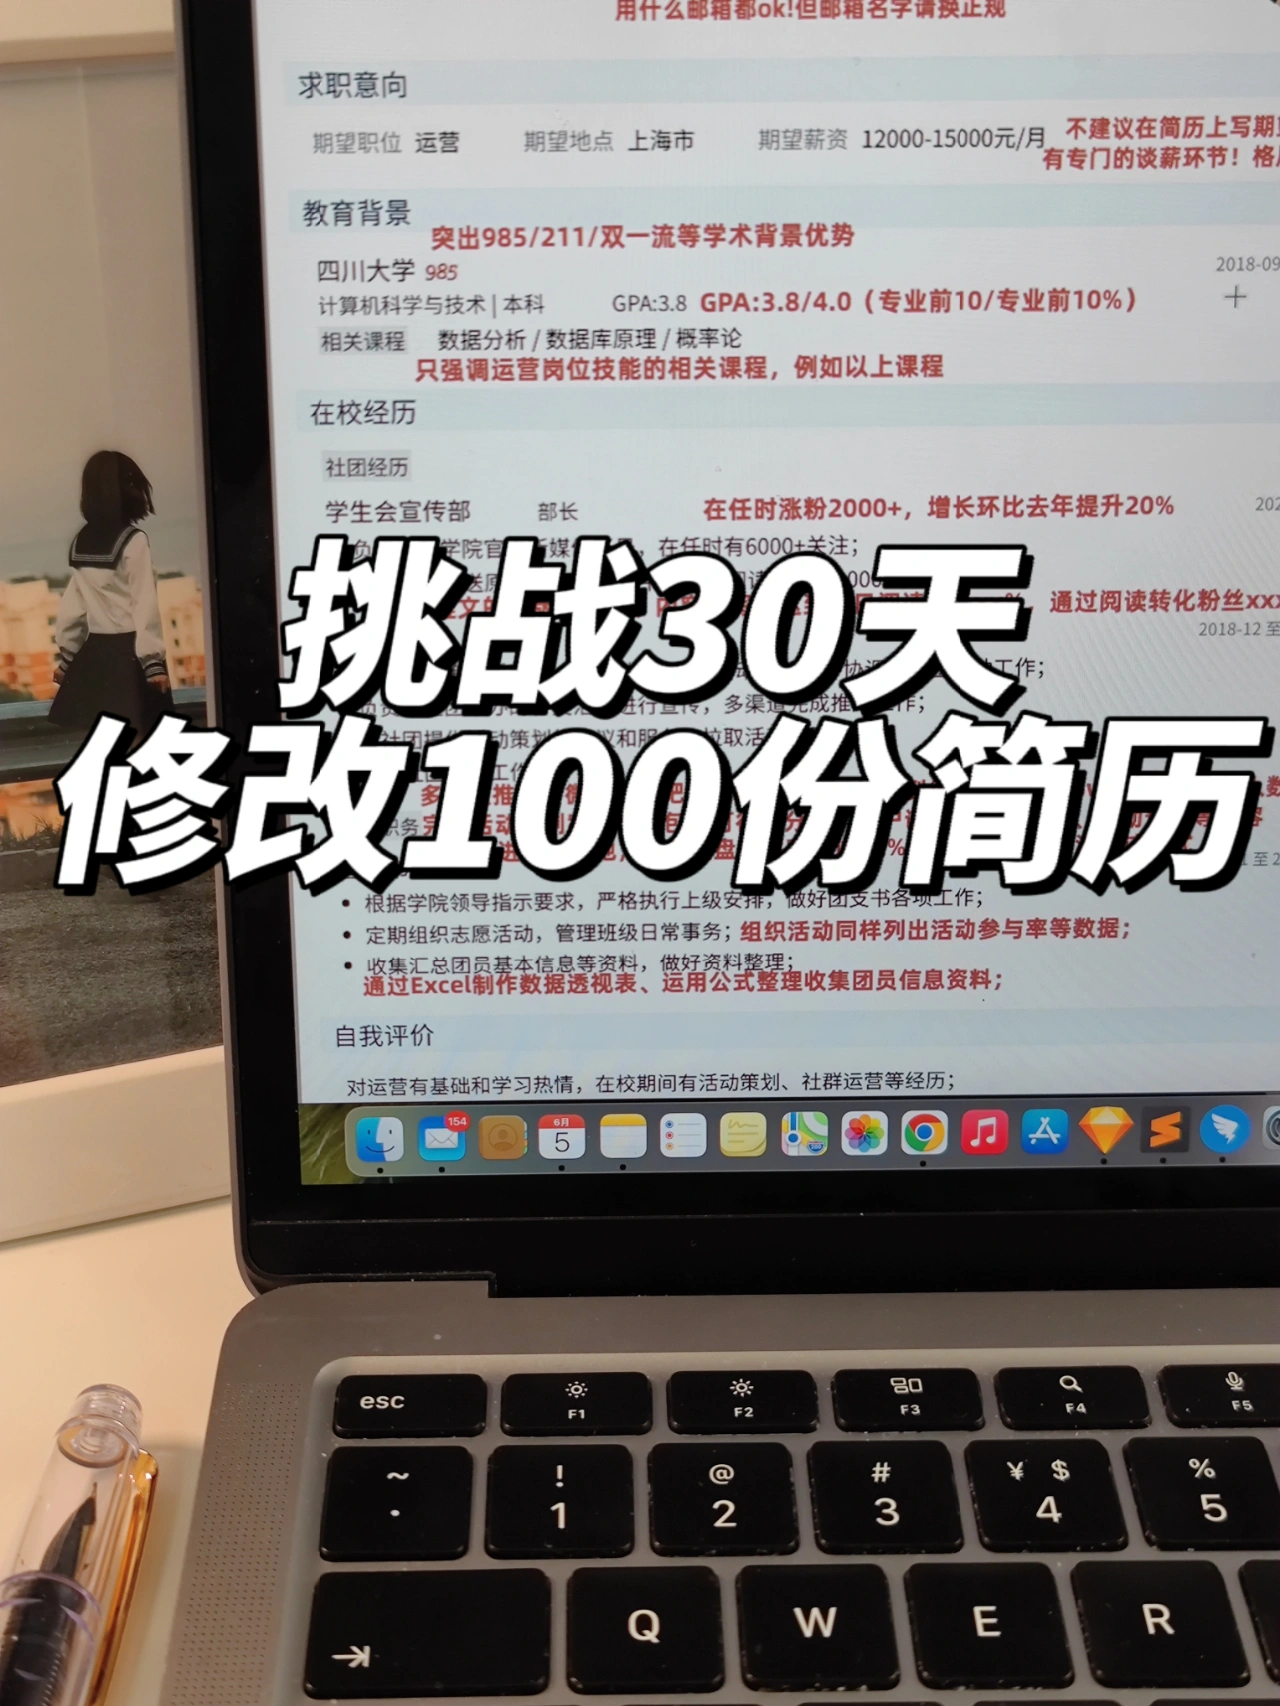 用什么邮箱都ok!但邮箱名字请换正规
求职意向
期望职位 运营 期望地点 上海市 期望薪资 12000-15000元/月
不建议在简历上写期
有专门的谈薪环节！格
教育背景
突出985/211/双一流等学术背景优势
四川大学 985 2018-09
计算机科学与技术 | 本科 GPA:3.8 GPA:3.8/4.0（专业前10/专业前10%）
相关课程 数据分析 / 数据库原理 / 概率论
只强调运营岗位技能的相关课程，例如以上课程
在校经历
社团经历
学生会宣传部 部长 在任时涨粉2000+，增长环比去年提升20% 202
学院官 在任时有6000+关注；
通过阅读转化粉丝xxx
2018-12 至
挑战30天
工作；
进行宣传，多渠道完成推 作；
修改100份简历
根据学院领导指示要求，严格执行上级安排，做好团支书各项工作；
定期组织志愿活动，管理班级日常事务；组织活动同样列出活动参与率等数据；
收集汇总团员基本信息等资料，做好资料整理；
通过Excel制作数据透视表、运用公式整理收集团员信息资料；
自我评价
对运营有基础和学习热情，在校期间有活动策划、社群运营等经历；
154
6月
5
esc F1 F2 F3 F4 F5
~ ! @ # ¥ $ %
· 1 2 3 4 5
Q W E R